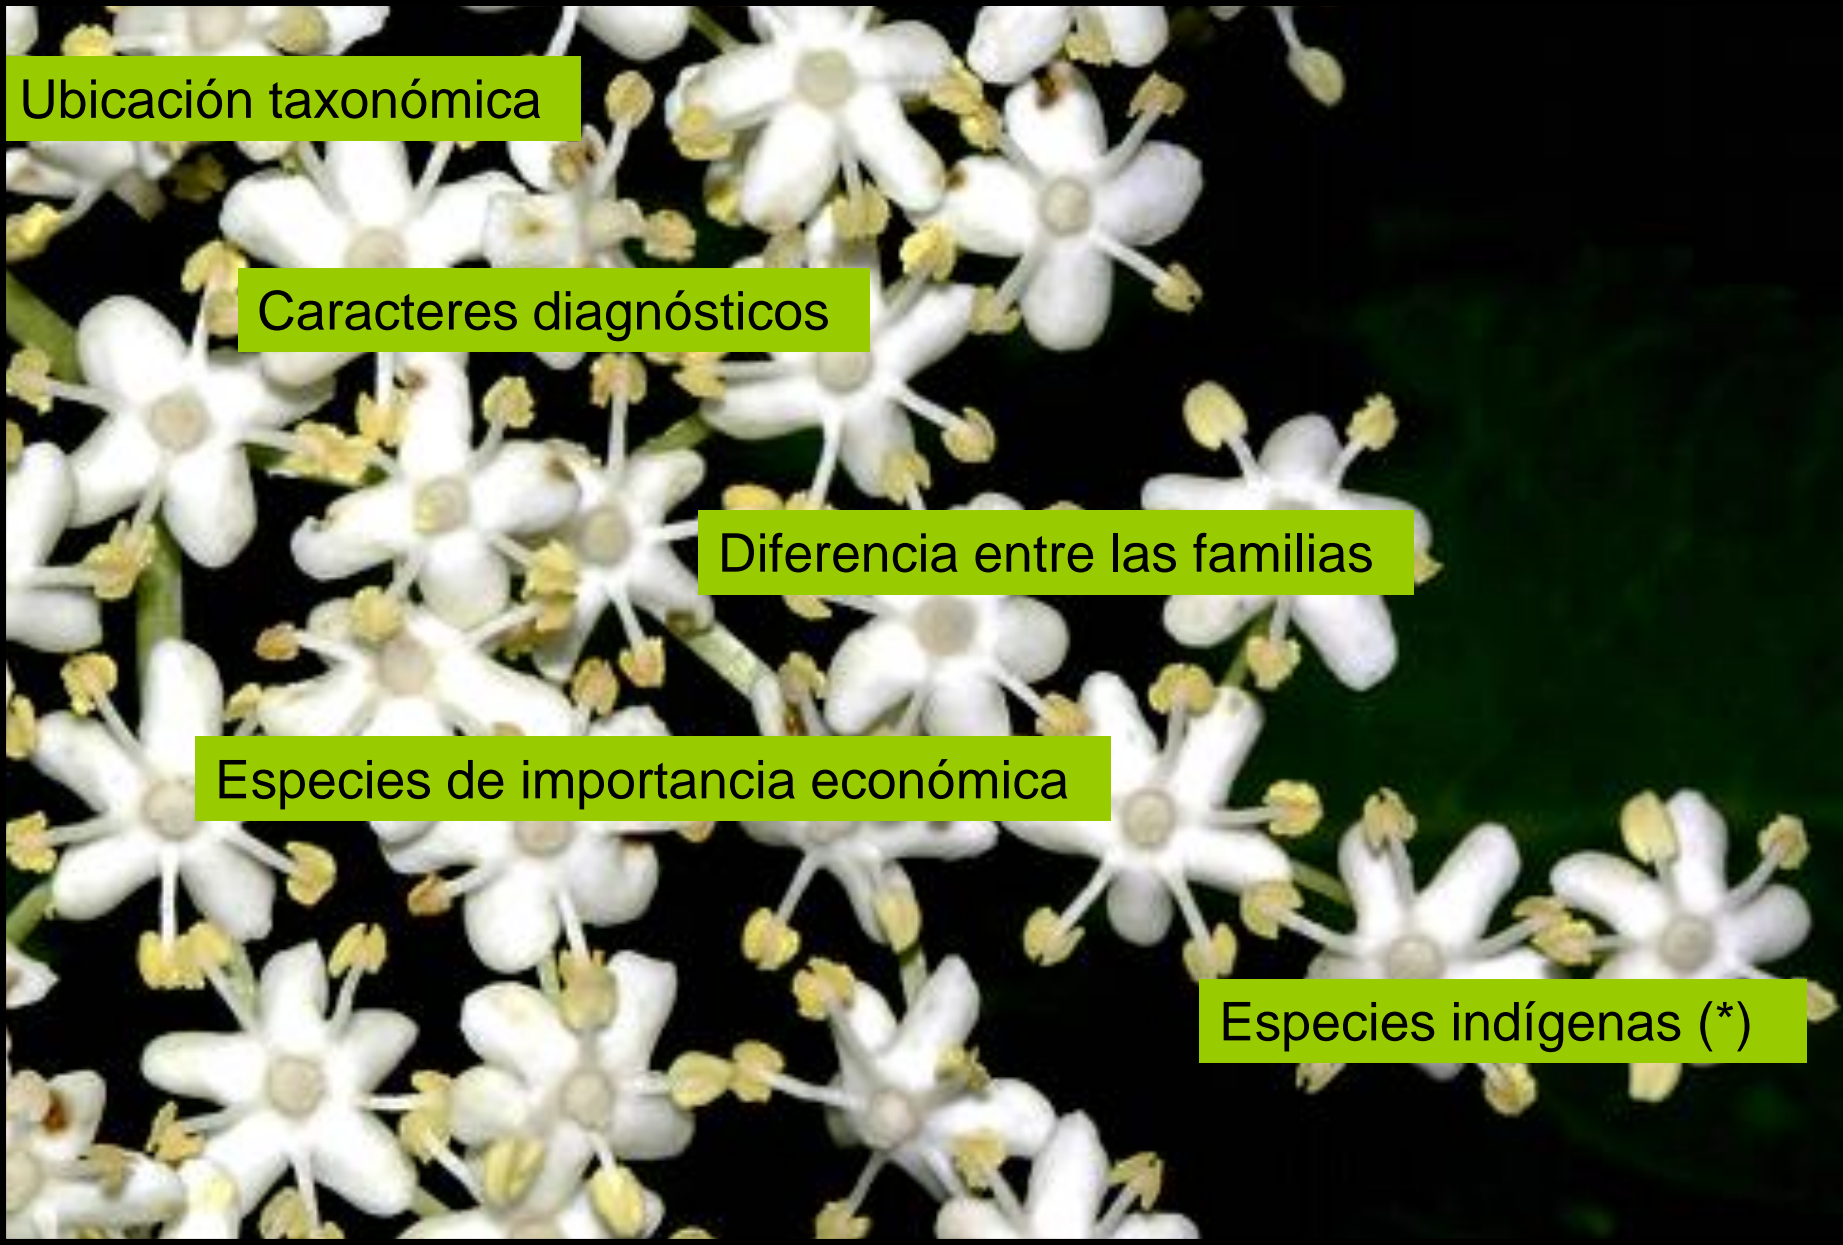 Ubicación taxonómica
Caracteres diagnósticos
Diferencia entre las familias
Especies de importancia económica
Especies indígenas (*)